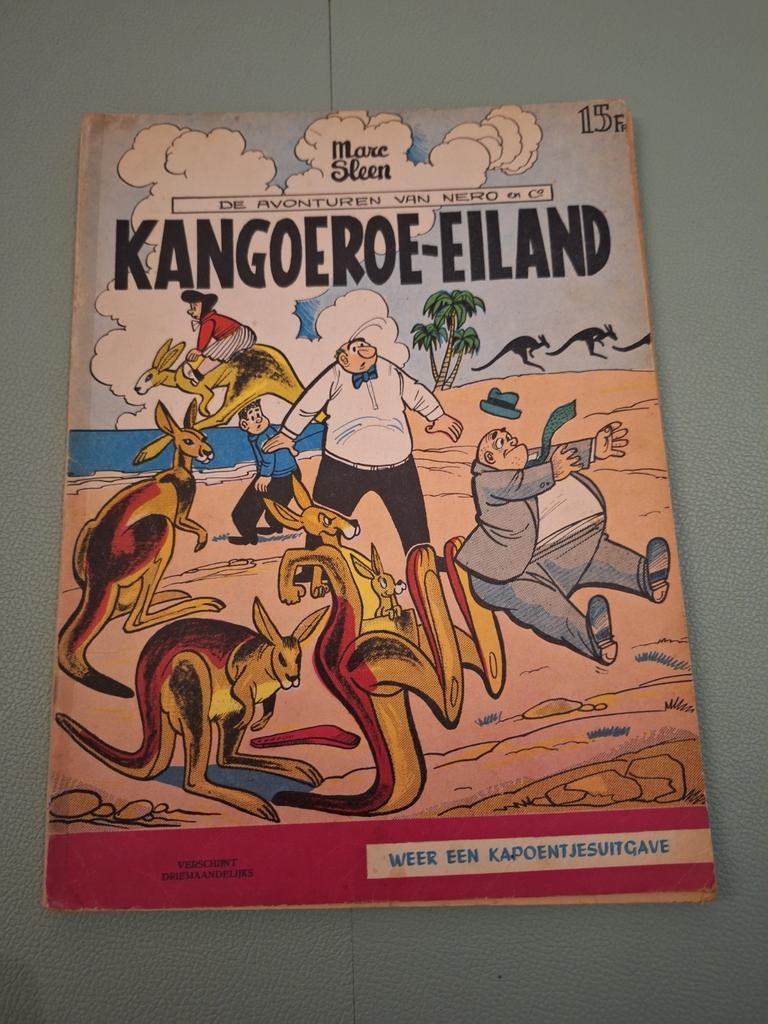 15Fr
Marc
Sleen
DE AVONTUREN VAN NERO en Co
KANGOEROE-EILAND
VERSCHIJNT
DRIEMAANDELIJKS
WEER EEN KAPOENTJESUITGAVE